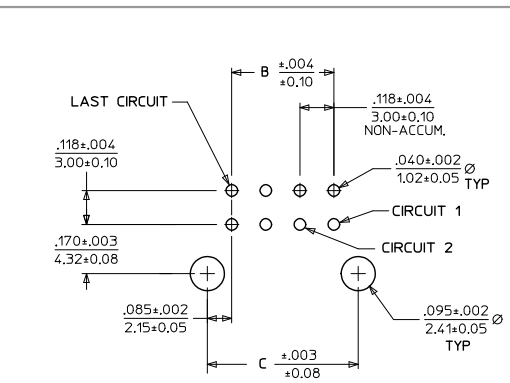 B ±.004
±0.10
LAST CIRCUIT
.118±.004
3.00±0.10
NON-ACCUM.
.118±.004
3.00±0.10
.040±.002 Ø
1.02±0.05 TYP
CIRCUIT 1
CIRCUIT 2
.170±.003
4.32±0.08
.085±.002
2.15±0.05
.095±.002 Ø
2.41±0.05
TYP
C ±.003
±0.08